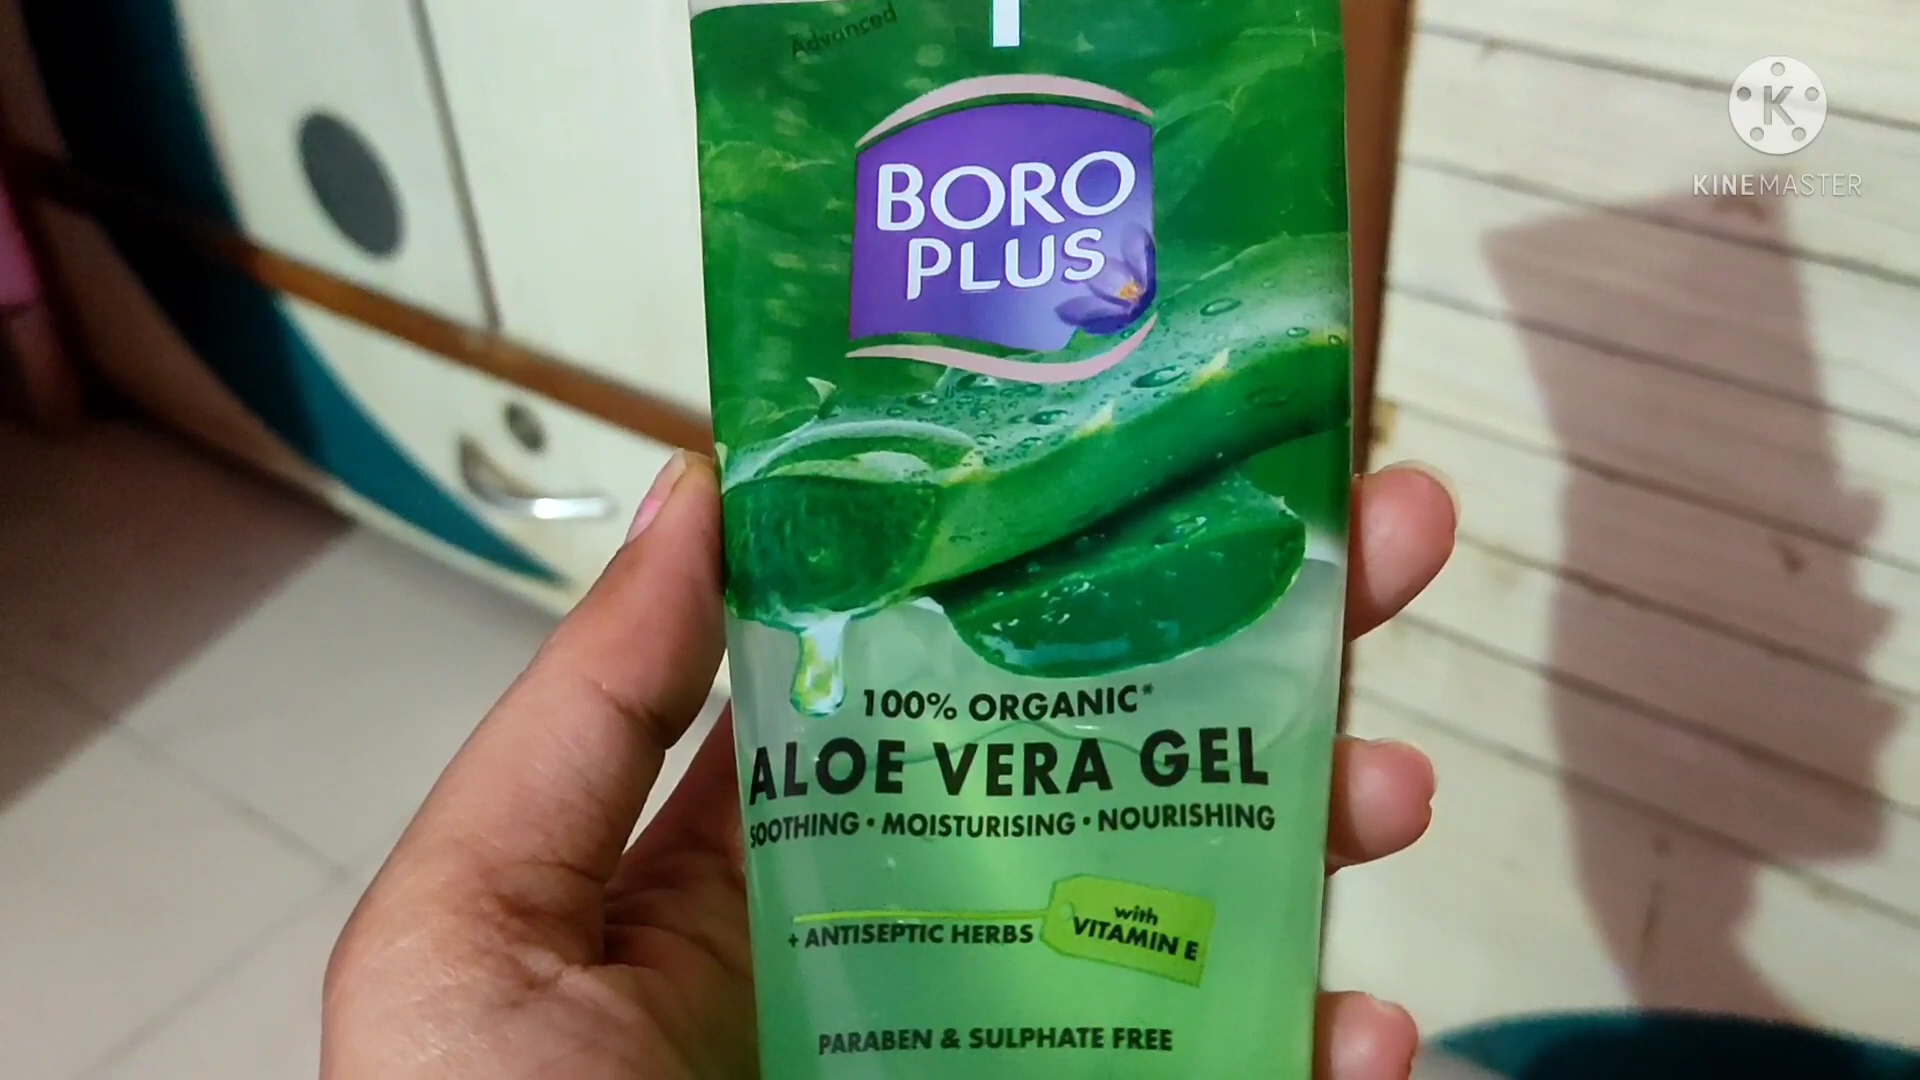 Advanced
BORO
PLUS
100% ORGANIC*
ALOE VERA GEL
SOOTHING • MOISTURISING • NOURISHING
+ ANTISEPTIC HERBS
with
VITAMIN E
PARABEN & SULPHATE FREE
K
KINEMASTER